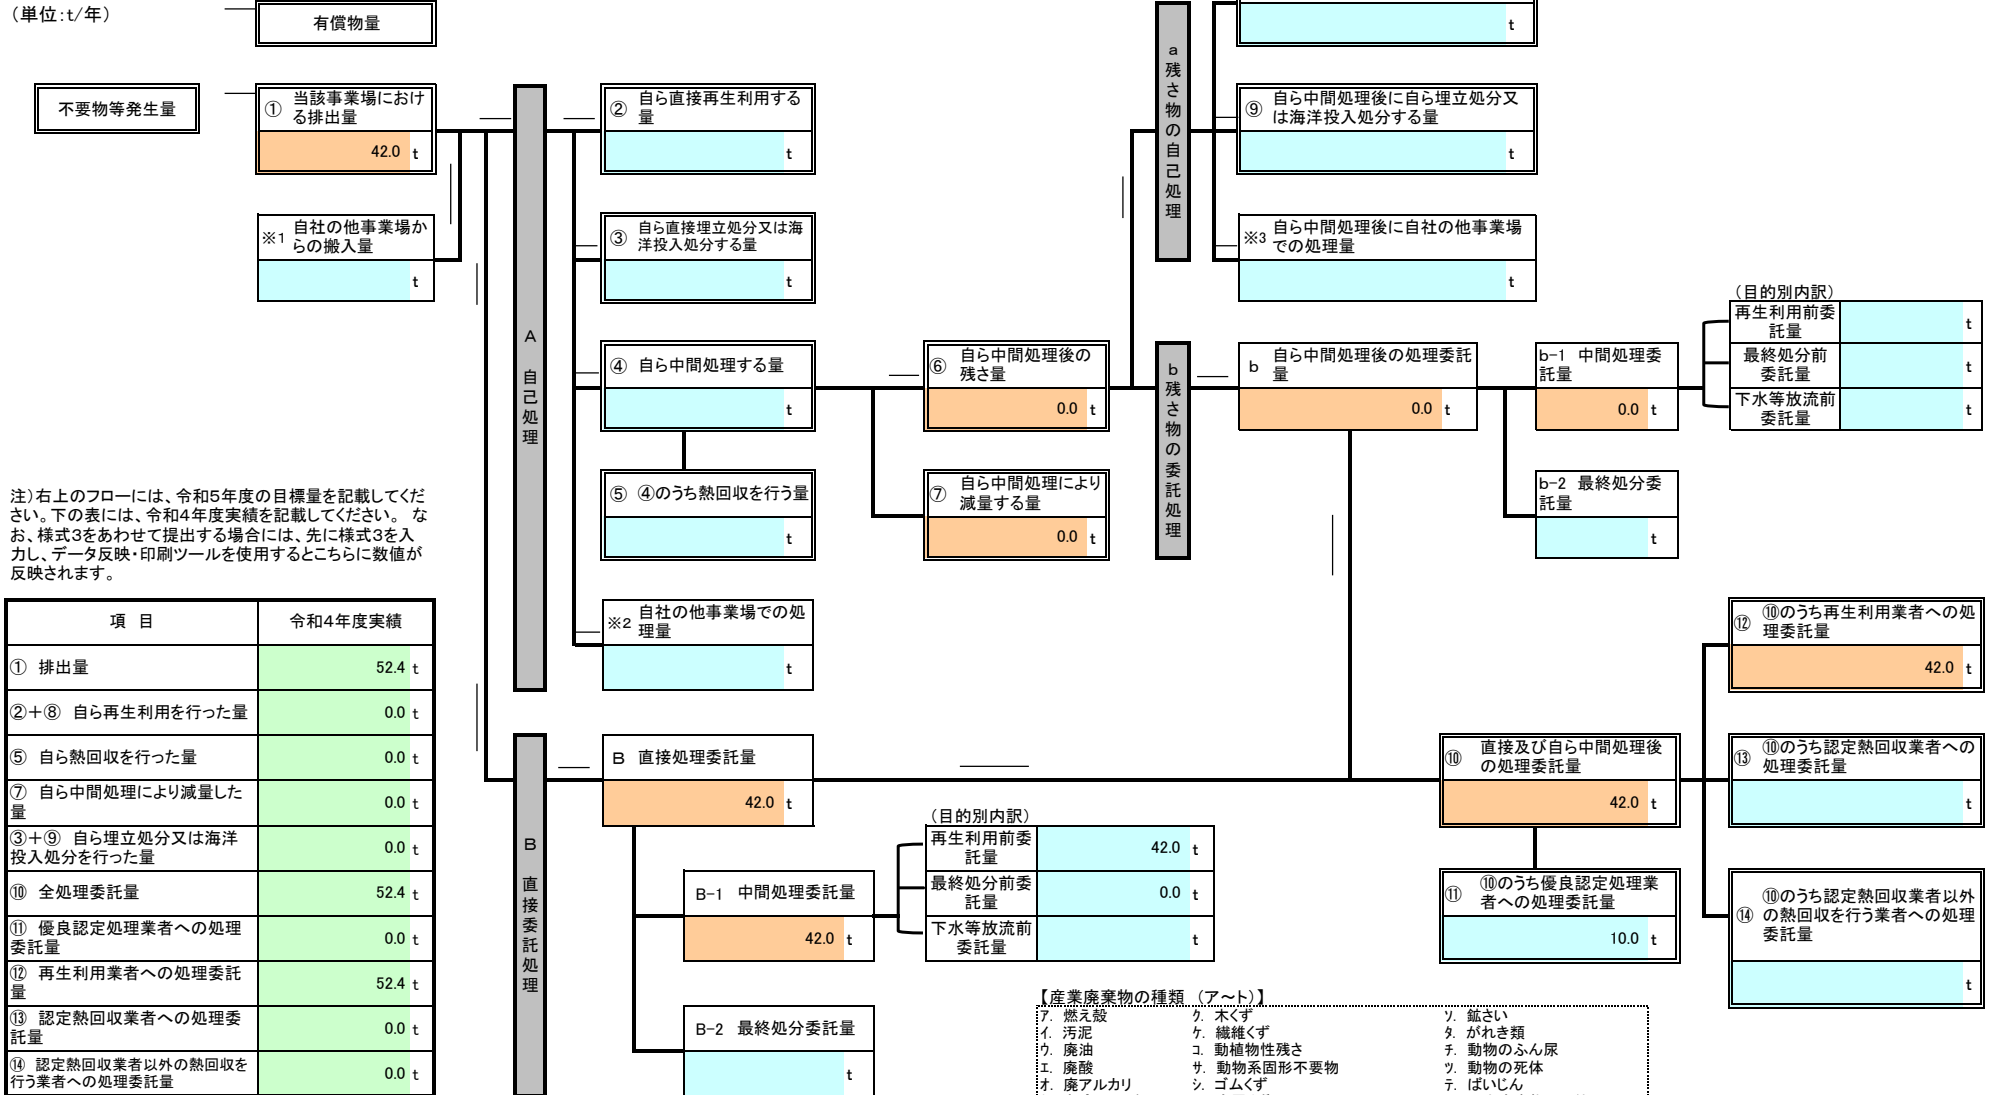 （単位：t/年）
有償物量
不要物等発生量
① 当該事業場におけ
る排出量
42.0 t
※1 自社の他事業場か
らの搬入量
t
A 自己処理
② 自ら直接再生利用する
量
t
③ 自ら直接埋立処分又は海
洋投入処分する量
t
④ 自ら中間処理する量
t
⑤ ④のうち熱回収を行う量
t
※2 自社の他事業場での処
理量
t
⑥ 自ら中間処理後の
残さ量
0.0 t
⑦ 自ら中間処理により
減量する量
0.0 t
a 残さ物の自己処理
t
⑨ 自ら中間処理後に自ら埋立処分又
は海洋投入処分する量
t
※3 自ら中間処理後に自社の他事業場
での処理量
t
b 残さ物の委託処理
b 自ら中間処理後の処理委託
量
0.0 t
b-1 中間処理委
託量
0.0 t
b-2 最終処分委
託量
t
（目的別内訳）
再生利用前委
託量
t
最終処分前
委託量
t
下水等放流前
委託量
t
注）右上のフローには、令和5年度の目標量を記載してくだ
さい。下の表には、令和4年度実績を記載してください。 な
お、様式3をあわせて提出する場合には、先に様式3を入
力し、データ反映・印刷ツールを使用するとこちらに数値が
反映されます。
項 目 令和4年度実績
① 排出量 52.4 t
②＋⑧ 自ら再生利用を行った量 0.0 t
⑤ 自ら熱回収を行った量 0.0 t
⑦ 自ら中間処理により減量した
量 0.0 t
③＋⑨ 自ら埋立処分又は海洋
投入処分を行った量 0.0 t
⑩ 全処理委託量 52.4 t
⑪ 優良認定処理業者への処理
委託量 0.0 t
⑫ 再生利用業者への処理委託
量 52.4 t
⑬ 認定熱回収業者への処理委
託量 0.0 t
⑭ 認定熱回収業者以外の熱回収を
行う業者への処理委託量 0.0 t
B 直接委託処理
B 直接処理委託量
42.0 t
B-1 中間処理委託量
42.0 t
B-2 最終処分委託量
t
（目的別内訳）
再生利用前委
託量
42.0 t
最終処分前委
託量
0.0 t
下水等放流前
委託量
t
⑩ 直接及び自ら中間処理後
の処理委託量
42.0 t
⑪ ⑩のうち優良認定処理業
者への処理委託量
10.0 t
⑫ ⑩のうち再生利用業者への処
理委託量
42.0 t
⑬ ⑩のうち認定熱回収業者への
処理委託量
t
⑭ ⑩のうち認定熱回収業者以外
の熱回収を行う業者への処理
委託量
t
【産業廃棄物の種類 （ア～ト）】
ｱ. 燃え殻 ｸ. 木くず ｿ. 鉱さい
ｲ. 汚泥 ｹ. 繊維くず ﾀ. がれき類
ｳ. 廃油 ｺ. 動植物性残さ ﾁ. 動物のふん尿
ｴ. 廃酸 ｻ. 動物系固形不要物 ﾂ. 動物の死体
ｵ. 廃アルカリ ｼ. ゴムくず ﾃ. ばいじん